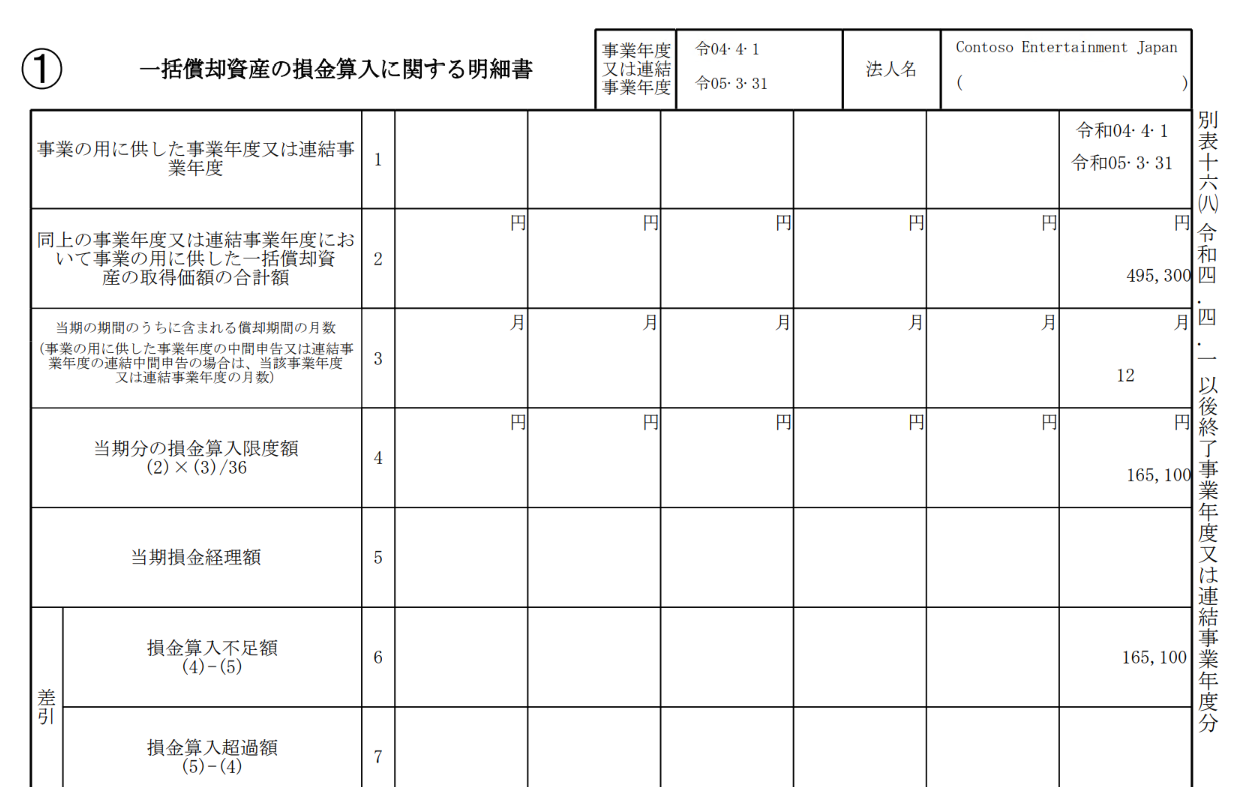 ①
一括償却資産の損金算入に関する明細書
事業年度
又は連結
事業年度
令04・4・1
令05・3・31
法人名
Contoso Entertainment Japan
(                    )
事業の用に供した事業年度又は連結事
業年度
1
令和04・4・1
令和05・3・31
同上の事業年度又は連結事業年度にお
いて事業の用に供した一括償却資
産の取得価額の合計額
2
円 円 円 円 円 円
495,300
当期の期間のうちに含まれる償却期間の月数
(事業の用に供した事業年度の中間申告又は連結事
業年度の連結中間申告の場合は、当該事業年度
又は連結事業年度の月数)
3
月 月 月 月 月 月
12
当期分の損金算入限度額
(2)×(3)/36
4
円 円 円 円 円 円
165,100
当期損金経理額
5
差引
損金算入不足額
(4)-(5)
6
165,100
損金算入超過額
(5)-(4)
7
別表十六(八) 令和四.四.一以後終了事業年度又は連結事業年度分